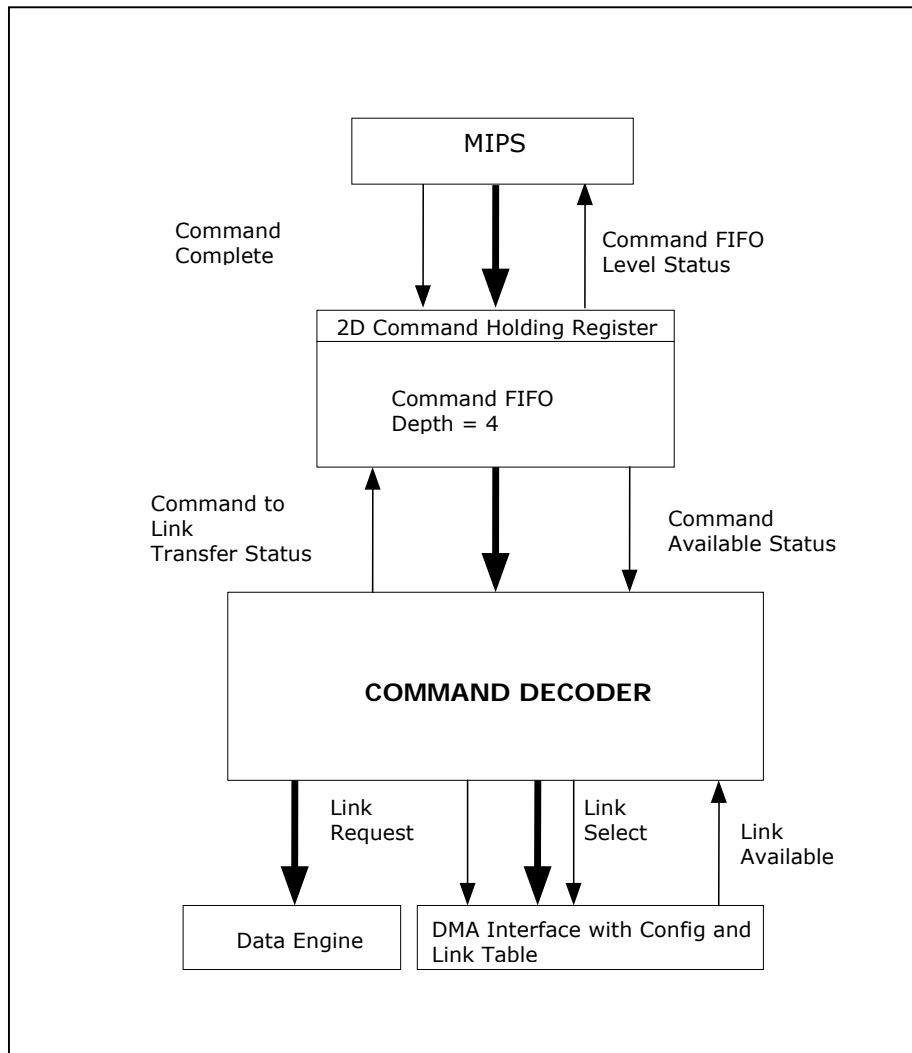 MIPS
Command
Complete
Command FIFO
Level Status
2D Command Holding Register
Command FIFO
Depth = 4
Command to
Link
Transfer Status
Command
Available Status
COMMAND DECODER
Link
Request
Link
Select
Link
Available
Data Engine
DMA Interface with Config and
Link Table